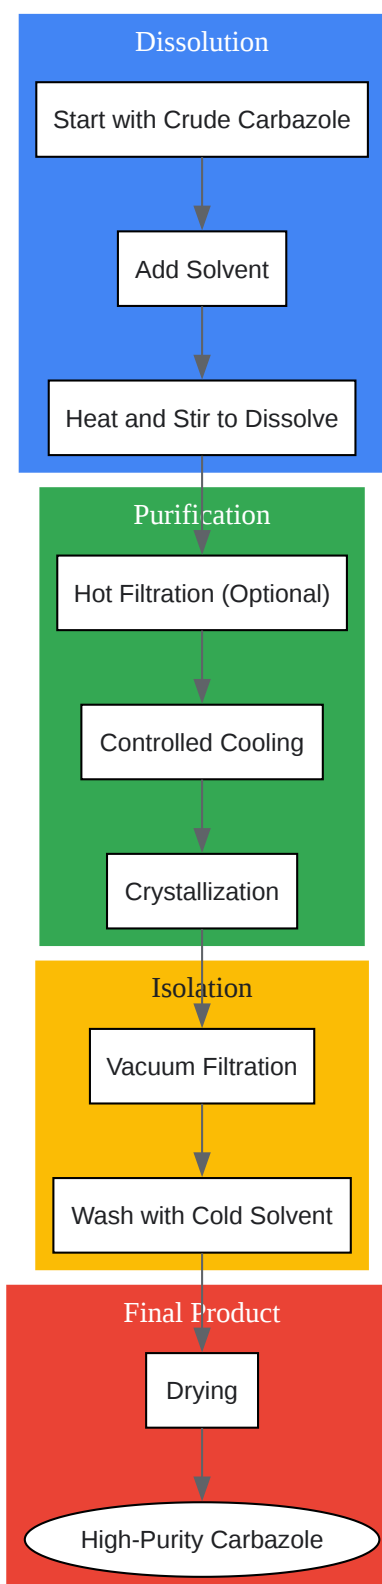 Dissolution
Start with Crude Carbazole
Add Solvent
Heat and Stir to Dissolve
Purification
Hot Filtration (Optional)
Controlled Cooling
Crystallization
Isolation
Vacuum Filtration
Wash with Cold Solvent
Final Product
Drying
High-Purity Carbazole